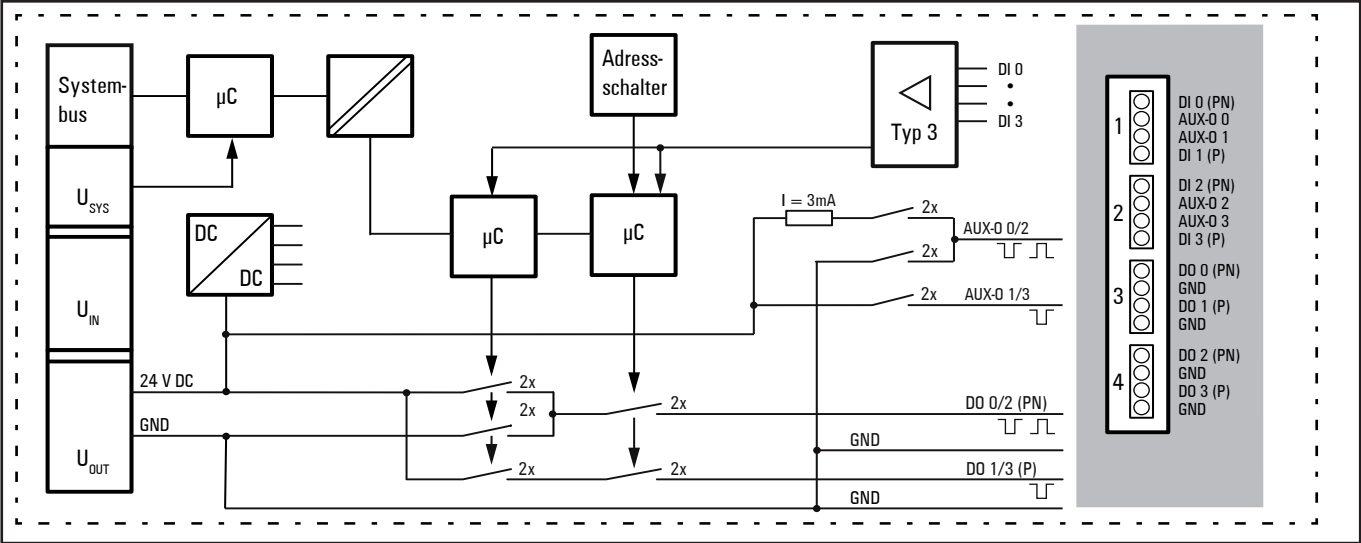 System-
bus
U SYS
U IN
U OUT
µC
DC
DC
Adress-
schalter
Typ 3
DI 0
•
•
DI 3
µC
µC
I = 3mA
2x
AUX-O 0/2
2x
2x
AUX-O 1/3
24 V DC
GND
2x
2x
2x
DO 0/2 (PN)
GND
2x
2x
DO 1/3 (P)
GND
1
DI 0 (PN)
AUX-O 0
AUX-O 1
DI 1 (P)
2
DI 2 (PN)
AUX-O 2
AUX-O 3
DI 3 (P)
3
DO 0 (PN)
GND
DO 1 (P)
GND
4
DO 2 (PN)
GND
DO 3 (P)
GND